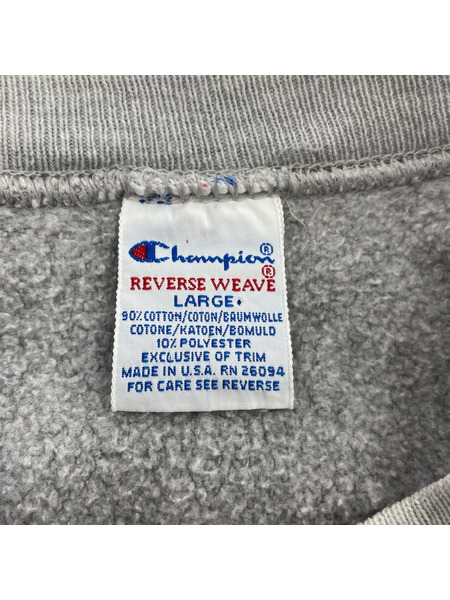 Champion®
REVERSE WEAVE®
LARGE•
90% COTTON/COTON/BAUMWOLLE
COTONE/KATOEN/BOMULD
10% POLYESTER
EXCLUSIVE OF TRIM
MADE IN U.S.A. RN 26094
FOR CARE SEE REVERSE